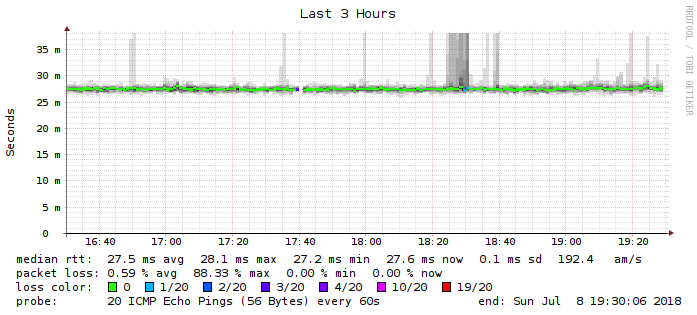 Last 3 Hours
RRDTOOL / TOBI OETIKER
Seconds
35 m
30 m
25 m
20 m
15 m
10 m
5 m
0
16:40 17:00 17:20 17:40 18:00 18:20 18:40 19:00 19:20
median rtt: 27.5 ms avg 28.1 ms max 27.2 ms min 27.6 ms now 0.1 ms sd 192.4 am/s
packet loss: 0.59 % avg 88.33 % max 0.00 % min 0.00 % now
loss color: 0 1/20 2/20 3/20 4/20 10/20 19/20
probe: 20 ICMP Echo Pings (56 Bytes) every 60s end: Sun Jul 8 19:30:06 2018